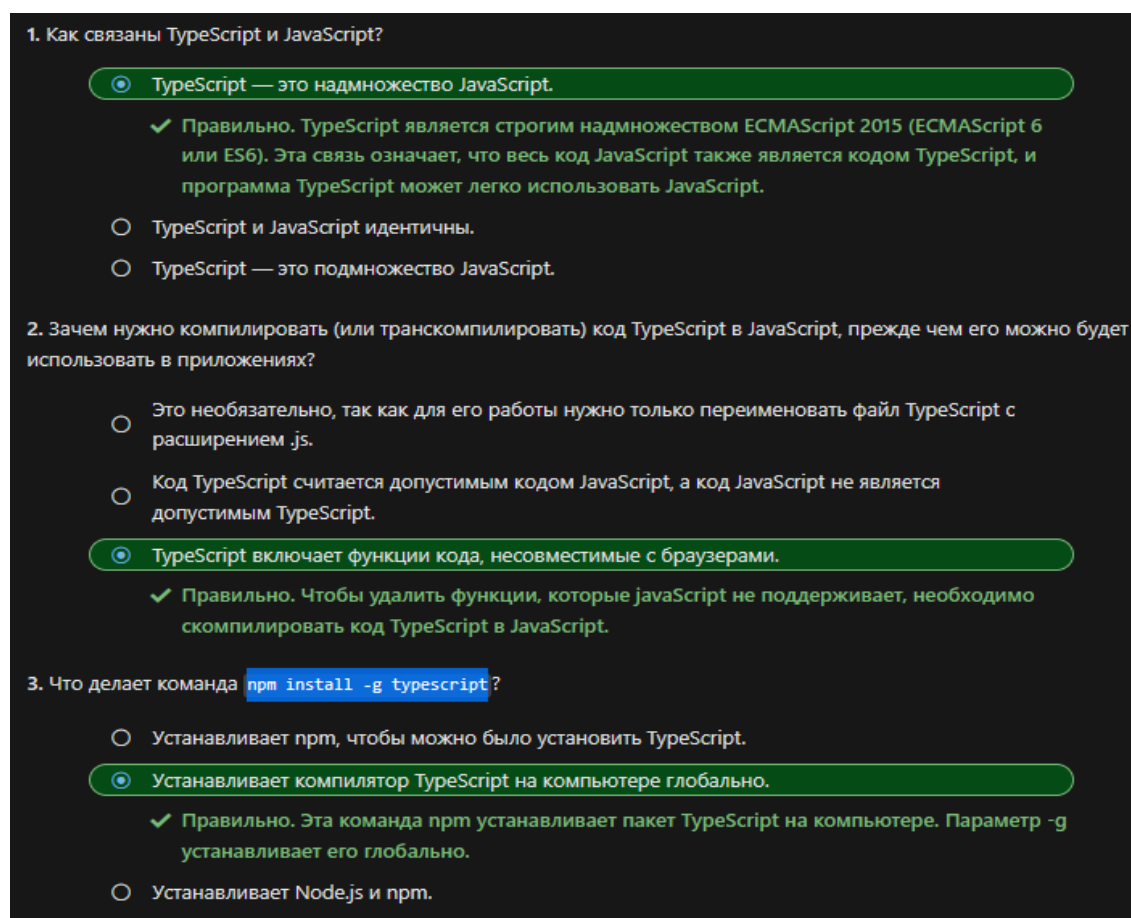 1. Как связаны TypeScript и JavaScript?
TypeScript — это надмножество JavaScript.
Правильно. TypeScript является строгим надмножеством ECMAScript 2015 (ECMAScript 6
или ES6). Эта связь означает, что весь код JavaScript также является кодом TypeScript, и
программа TypeScript может легко использовать JavaScript.
TypeScript и JavaScript идентичны.
TypeScript — это подмножество JavaScript.
2. Зачем нужно компилировать (или транскомпилировать) код TypeScript в JavaScript, прежде чем его можно будет
использовать в приложениях?
Это необязательно, так как для его работы нужно только переименовать файл TypeScript с
расширением .js.
Код TypeScript считается допустимым кодом JavaScript, а код JavaScript не является
допустимым TypeScript.
TypeScript включает функции кода, несовместимые с браузерами.
Правильно. Чтобы удалить функции, которые javaScript не поддерживает, необходимо
скомпилировать код TypeScript в JavaScript.
3. Что делает команда npm install -g typescript?
Устанавливает npm, чтобы можно было установить TypeScript.
Устанавливает компилятор TypeScript на компьютере глобально.
Правильно. Эта команда npm устанавливает пакет TypeScript на компьютере. Параметр -g
устанавливает его глобально.
Устанавливает Node.js и npm.